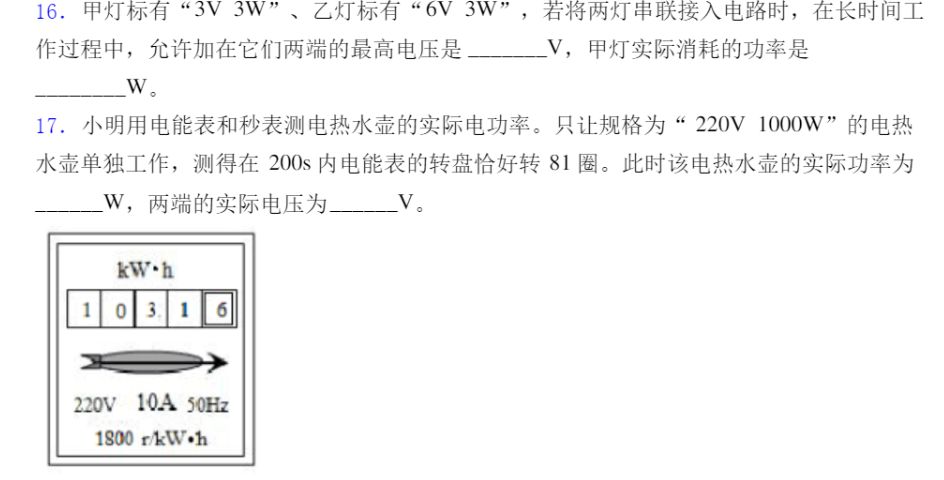 16．甲灯标有“3V 3W”、乙灯标有“6V 3W”，若将两灯串联接入电路时，在长时间工
作过程中，允许加在它们两端的最高电压是 _______V，甲灯实际消耗的功率是
________W。
17．小明用电能表和秒表测电热水壶的实际电功率。只让规格为“ 220V 1000W”的电热
水壶单独工作，测得在 200s 内电能表的转盘恰好转 81 圈。此时该电热水壶的实际功率为
______W，两端的实际电压为______V。
kW•h
1 0 3. 1 6
220V 10A 50Hz
1800 r/kW•h